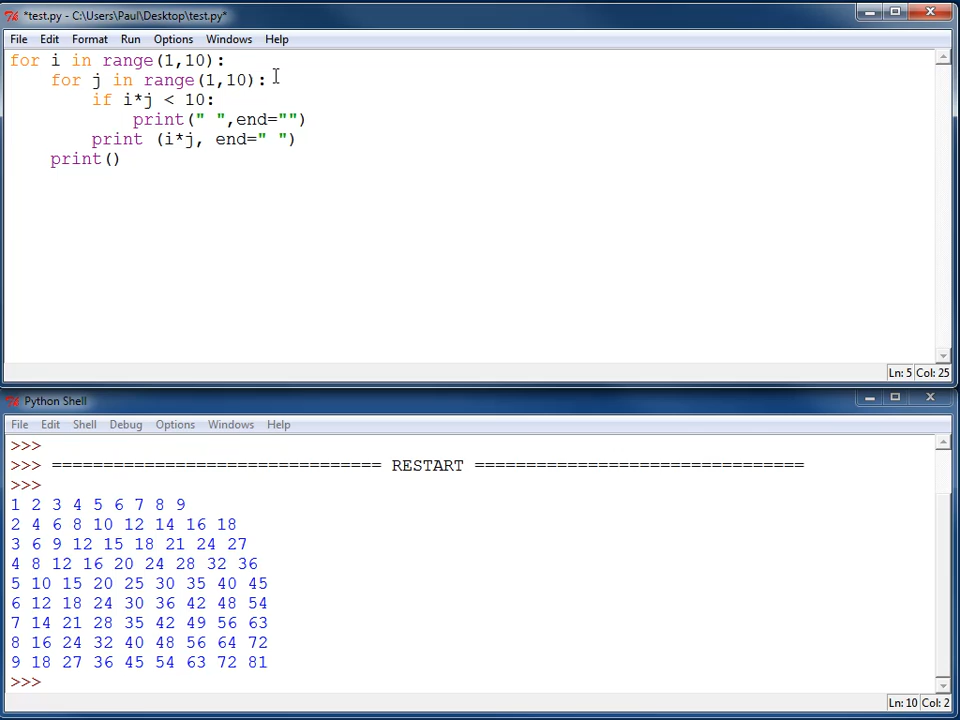 *test.py - C:\Users\Paul\Desktop\test.py*
File Edit Format Run Options Windows Help
for i in range(1,10):
    for j in range(1,10):
        if i*j < 10:
            print(" ",end="")
        print (i*j, end=" ")
    print()
Ln: 5 Col: 25
Python Shell
File Edit Shell Debug Options Windows Help
>>>
>>> ================================ RESTART ================================
>>>
1 2 3 4 5 6 7 8 9
2 4 6 8 10 12 14 16 18
3 6 9 12 15 18 21 24 27
4 8 12 16 20 24 28 32 36
5 10 15 20 25 30 35 40 45
6 12 18 24 30 36 42 48 54
7 14 21 28 35 42 49 56 63
8 16 24 32 40 48 56 64 72
9 18 27 36 45 54 63 72 81
>>>
Ln: 10 Col: 2